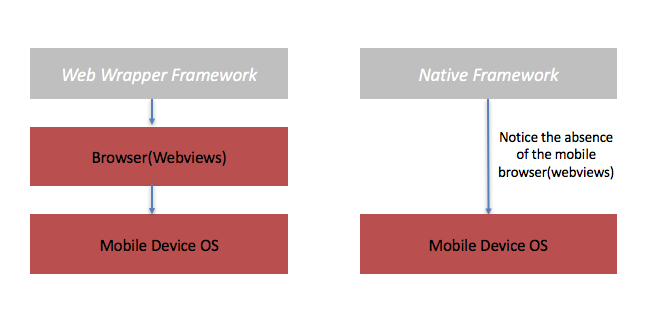 Web Wrapper Framework
Browser(Webviews)
Mobile Device OS
Native Framework
Notice the absence
of the mobile
browser(webviews)
Mobile Device OS